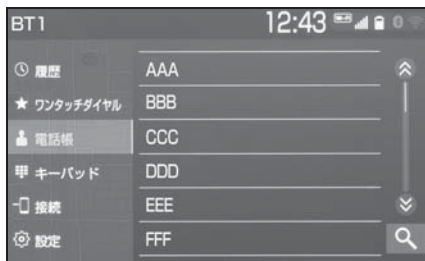 BT1 12:43
履歴
ワンタッチダイヤル
電話帳
キーパッド
接続
設定
AAA
BBB
CCC
DDD
EEE
FFF